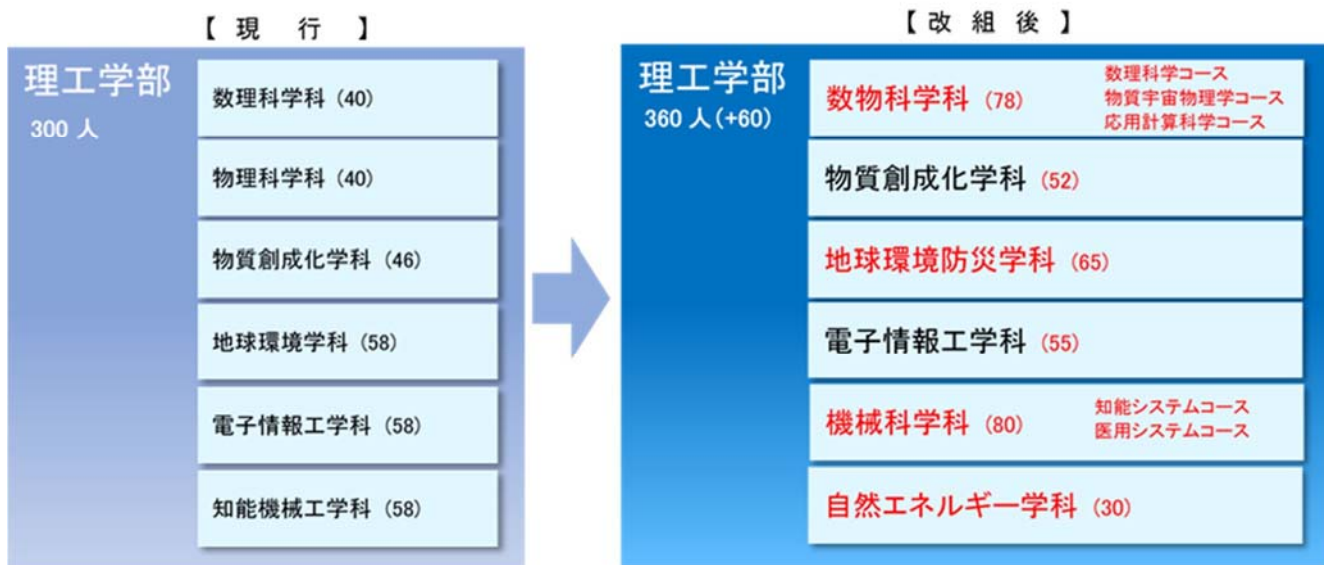 【 現 行 】
理工学部
300 人
数理科学科 (40)
物理科学科 (40)
物質創成化学科 (46)
地球環境学科 (58)
電子情報工学科 (58)
知能機械工学科 (58)
【 改 組 後 】
理工学部
360 人(+60)
数物科学科 (78)
数理科学コース
物質宇宙物理学コース
応用計算科学コース
物質創成化学科 (52)
地球環境防災学科 (65)
電子情報工学科 (55)
機械科学科 (80)
知能システムコース
医用システムコース
自然エネルギー学科 (30)